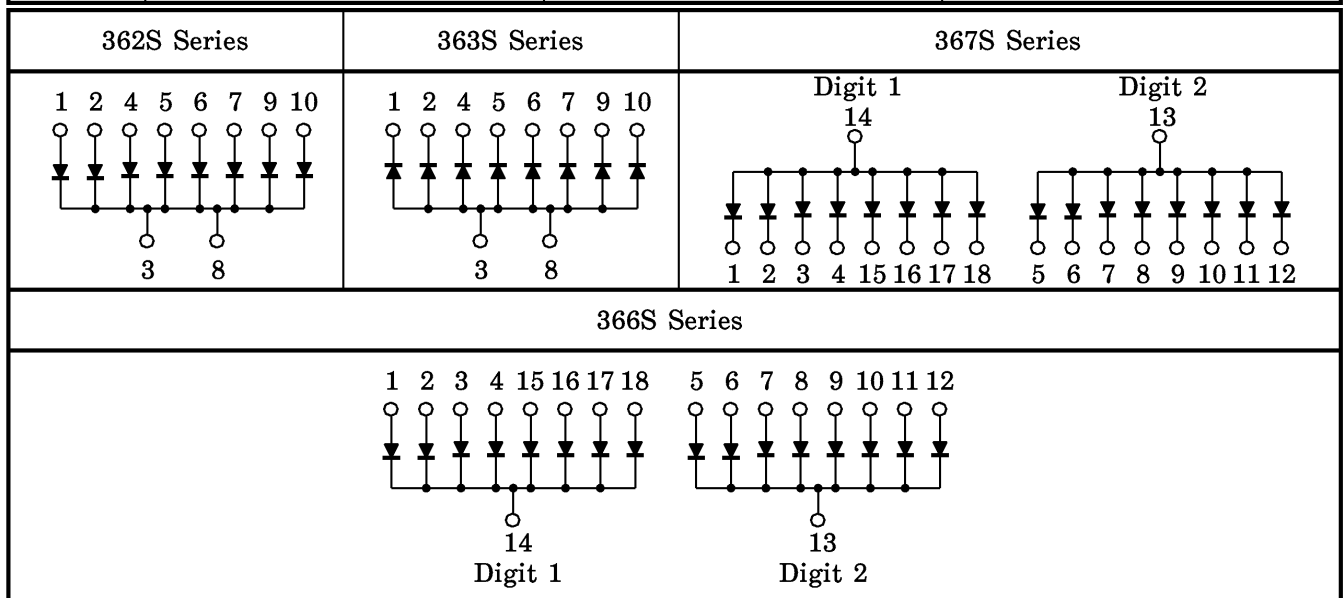 362S Series
363S Series
367S Series
1 2 4 5 6 7 9 10
3 8
1 2 4 5 6 7 9 10
3 8
Digit 1
14
1 2 3 4 15 16 17 18
Digit 2
13
5 6 7 8 9 10 11 12
366S Series
1 2 3 4 15 16 17 18
14
Digit 1
5 6 7 8 9 10 11 12
13
Digit 2